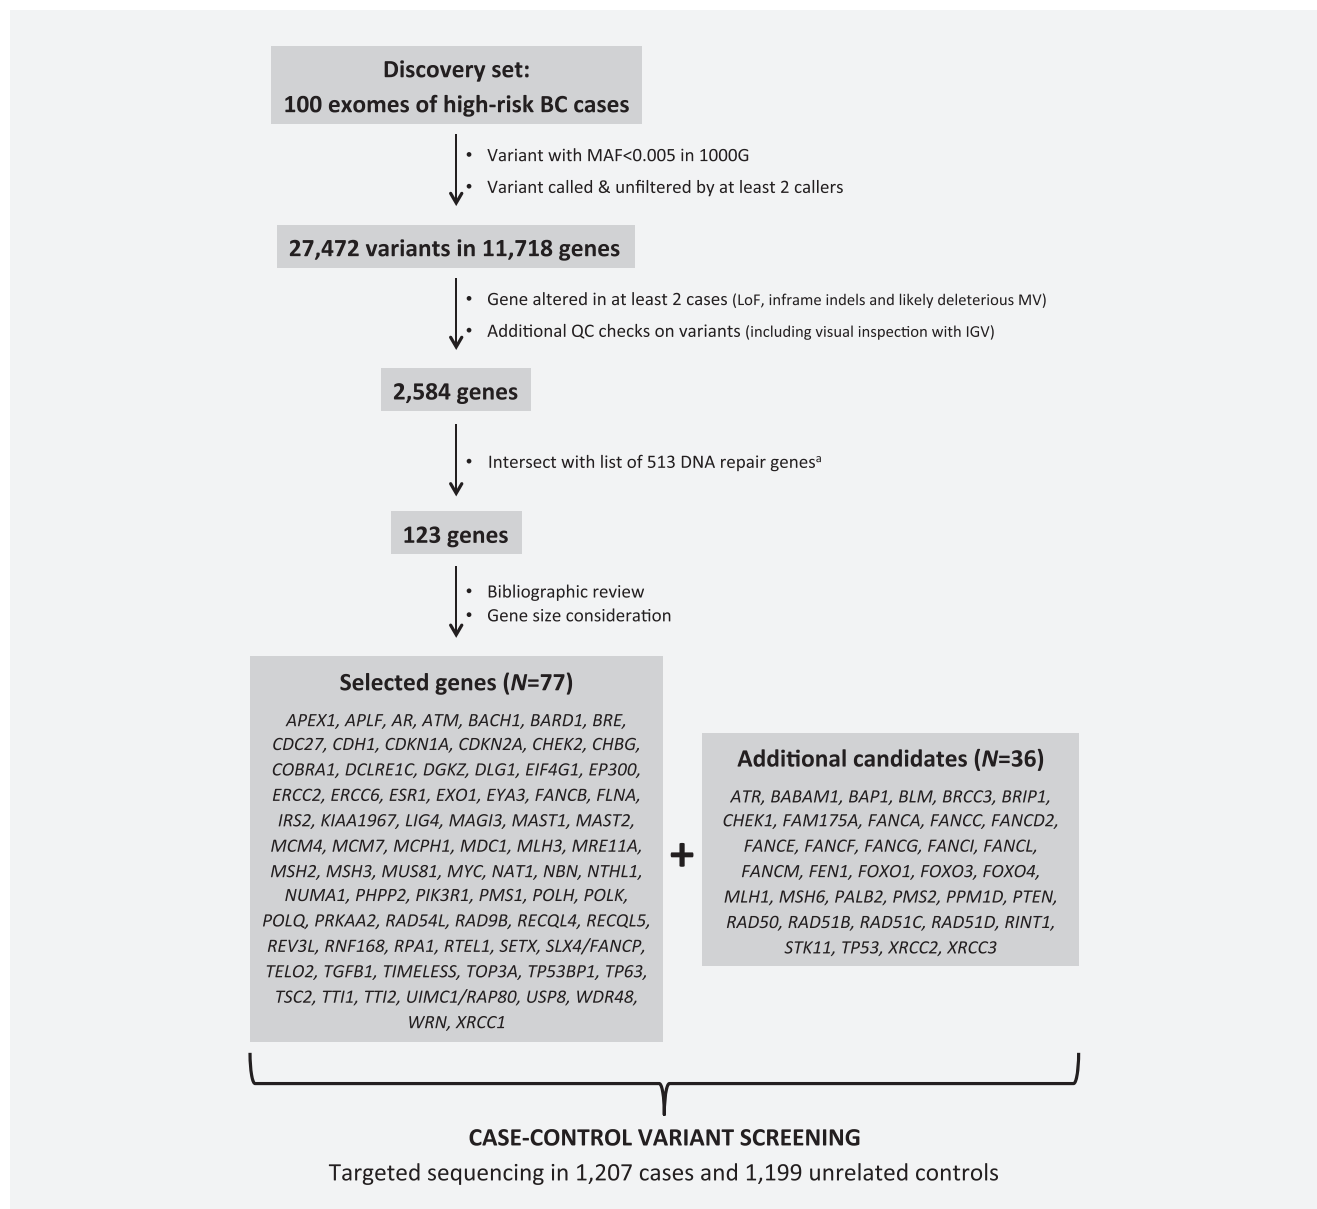 Discovery set:
100 exomes of high-risk BC cases
• Variant with MAF<0.005 in 1000G
• Variant called & unfiltered by at least 2 callers
27,472 variants in 11,718 genes
• Gene altered in at least 2 cases (LoF, inframe indels and likely deleterious MV)
• Additional QC checks on variants (including visual inspection with IGV)
2,584 genes
• Intersect with list of 513 DNA repair genesᵃ
123 genes
• Bibliographic review
• Gene size consideration
Selected genes (N=77)
APEX1, APLF, AR, ATM, BACH1, BARD1, BRE,
CDC27, CDH1, CDKN1A, CDKN2A, CHEK2, CHBG,
COBRA1, DCLRE1C, DGKZ, DLG1, EIF4G1, EP300,
ERCC2, ERCC6, ESR1, EXO1, EYA3, FANCB, FLNA,
IRS2, KIAA1967, LIG4, MAGI3, MAST1, MAST2,
MCM4, MCM7, MCPH1, MDC1, MLH3, MRE11A,
MSH2, MSH3, MUS81, MYC, NAT1, NBN, NTHL1,
NUMA1, PHPP2, PIK3R1, PMS1, POLH, POLK,
POLQ, PRKAA2, RAD54L, RAD9B, RECQL4, RECQL5,
REV3L, RNF168, RPA1, RTEL1, SETX, SLX4/FANCP,
TELO2, TGFB1, TIMELESS, TOP3A, TP53BP1, TP63,
TSC2, TTI1, TTI2, UIMC1/RAP80, USP8, WDR48,
WRN, XRCC1
+
Additional candidates (N=36)
ATR, BABAM1, BAP1, BLM, BRCC3, BRIP1,
CHEK1, FAM175A, FANCA, FANCC, FANCD2,
FANCE, FANCF, FANCG, FANCI, FANCL,
FANCM, FEN1, FOXO1, FOXO3, FOXO4,
MLH1, MSH6, PALB2, PMS2, PPM1D, PTEN,
RAD50, RAD51B, RAD51C, RAD51D, RINT1,
STK11, TP53, XRCC2, XRCC3
CASE-CONTROL VARIANT SCREENING
Targeted sequencing in 1,207 cases and 1,199 unrelated controls